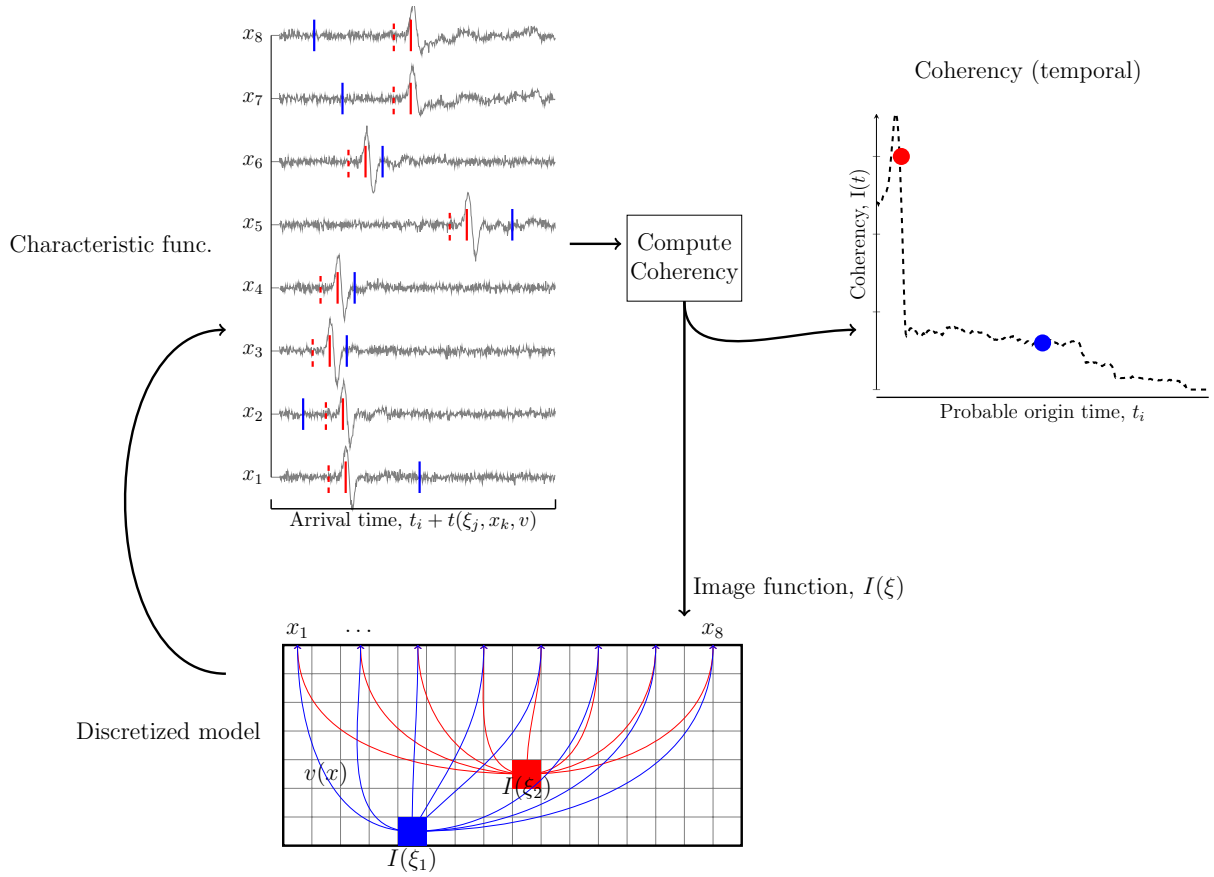 x₈
Coherency (temporal)
x₇
x₆
x₅
Characteristic func.
Compute
Coherency
Coherency, I(t)
x₄
x₃
x₂
x₁
Probable origin time, tᵢ
Arrival time, tᵢ + t(ξⱼ, xₖ, v)
Image function, I(ξ)
x₁ ... x₈
Discretized model
v(x)
I(ξ₂)
I(ξ₁)